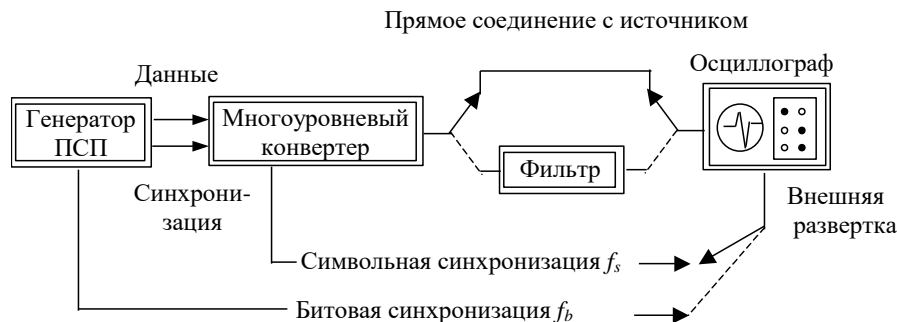 Прямое соединение с источником
Данные
Осциллограф
Генератор
ПСП
Многоуровневый
конвертер
Фильтр
Синхрони-
зация
Внешняя
развертка
Символьная синхронизация fs
Битовая синхронизация fb